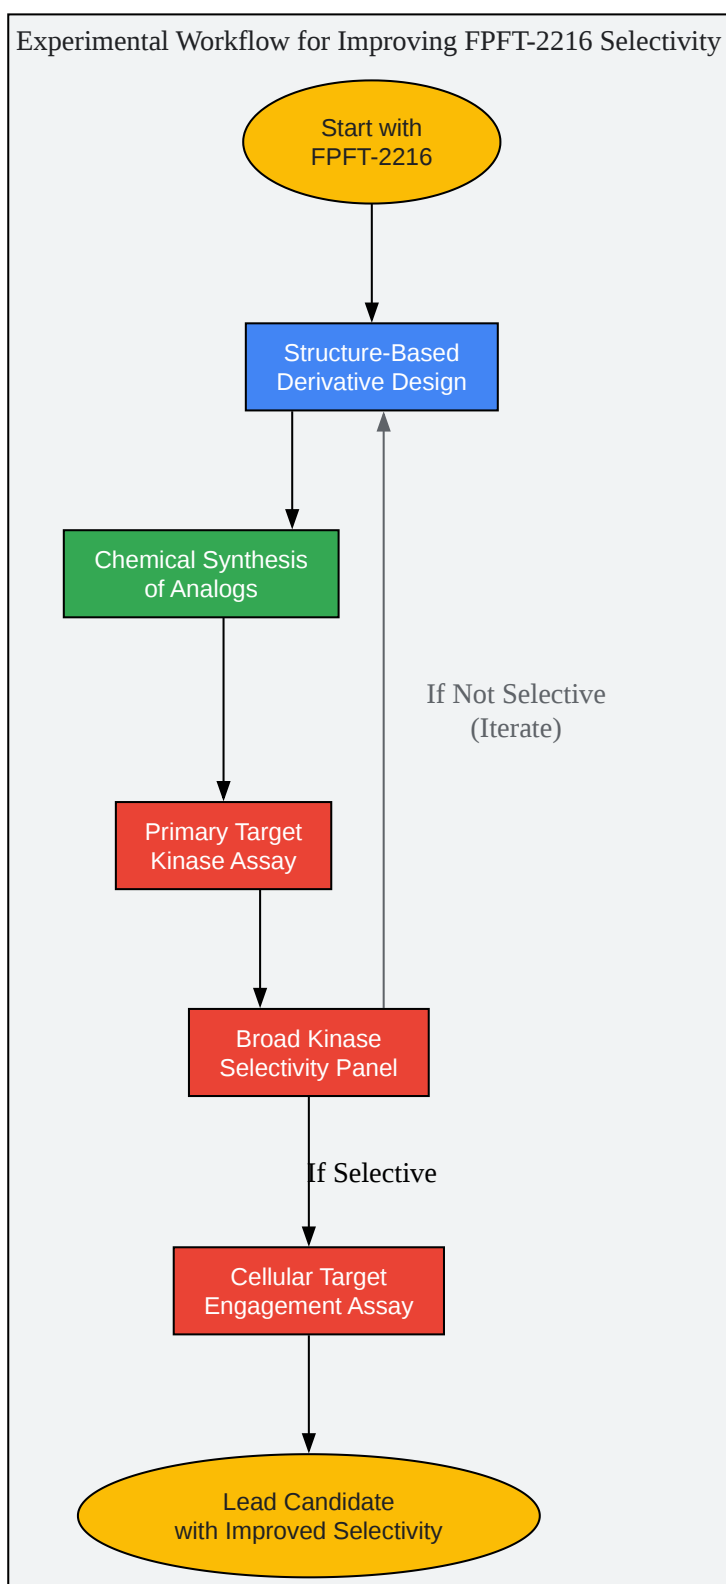 Experimental Workflow for Improving FPFT-2216 Selectivity
Start with
FPFT-2216
Structure-Based
Derivative Design
Chemical Synthesis
of Analogs
If Not Selective
(Iterate)
Primary Target
Kinase Assay
Broad Kinase
Selectivity Panel
If Selective
Cellular Target
Engagement Assay
Lead Candidate
with Improved Selectivity